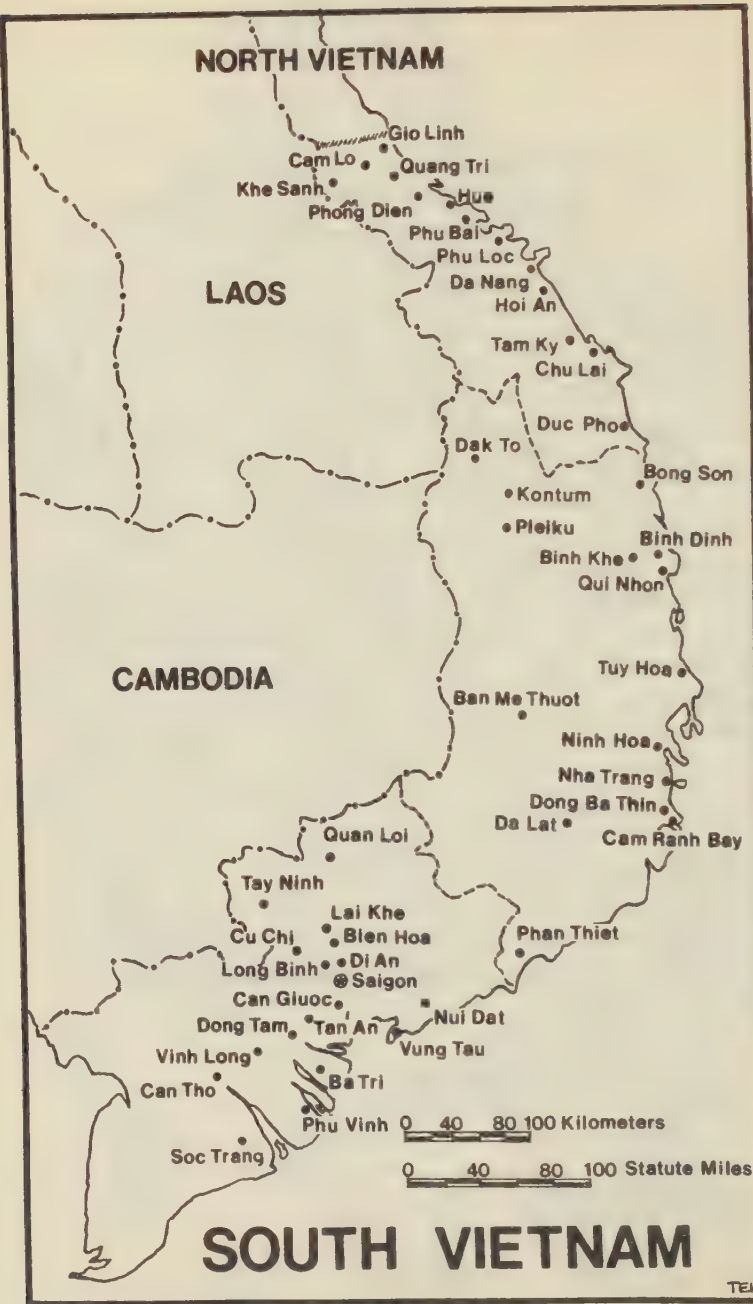 NORTH VIETNAM
Gio Linh
Cam Lo
Quang Tri
Khe Sanh
Hue
Phong Dien
Phu Bai
Phu Loc
LAOS
Da Nang
Hoi An
Tam Ky
Chu Lai
Duc Pho
Dak To
Bong Son
Kontum
Pleiku
Binh Dinh
Binh Khe
Qui Nhon
CAMBODIA
Tuy Hoa
Ban Me Thuot
Ninh Hoa
Nha Trang
Dong Ba Thin
Da Lat
Cam Ranh Bay
Quan Loi
Tay Ninh
Lai Khe
Cu Chi
Bien Hoa
Phan Thiet
Long Binh
Di An
Saigon
Can Giuoc
Nui Dat
Dong Tam
Tan An
Vung Tau
Vinh Long
Can Tho
Ba Tri
Phu Vinh
0 40 80 100 Kilometers
Soc Trang
0 40 80 100 Statute Miles
SOUTH VIETNAM